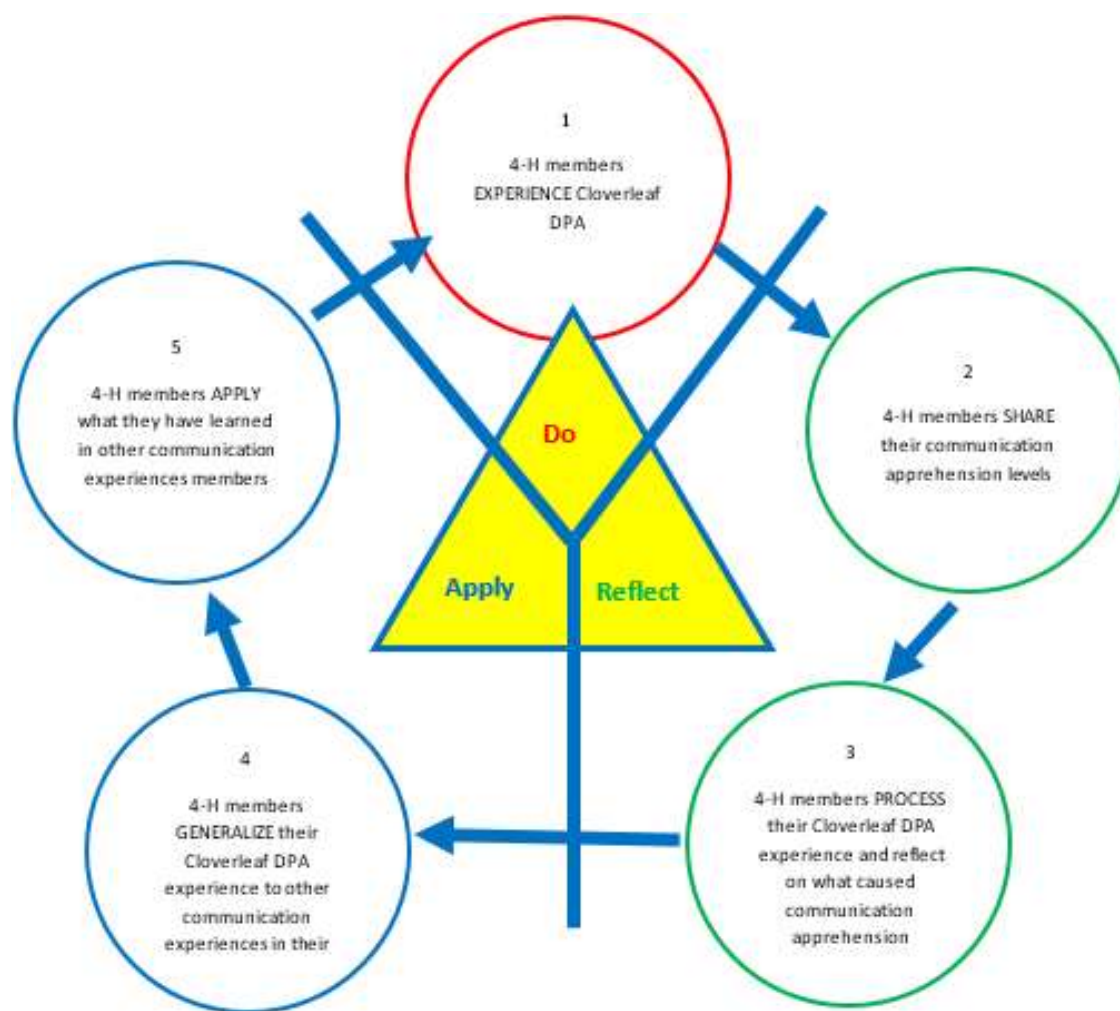 1
4-H members
EXPERIENCE Cloverleaf
DPA
2
4-H members SHARE
their communication
apprehension levels
3
4-H members PROCESS
their Cloverleaf DPA
experience and reflect
on what caused
communication
apprehension
4
4-H members
GENERALIZE their
Cloverleaf DPA
experience to other
communication
experiences in their
5
4-H members APPLY
what they have learned
in other communication
experiences members
Do
Apply
Reflect